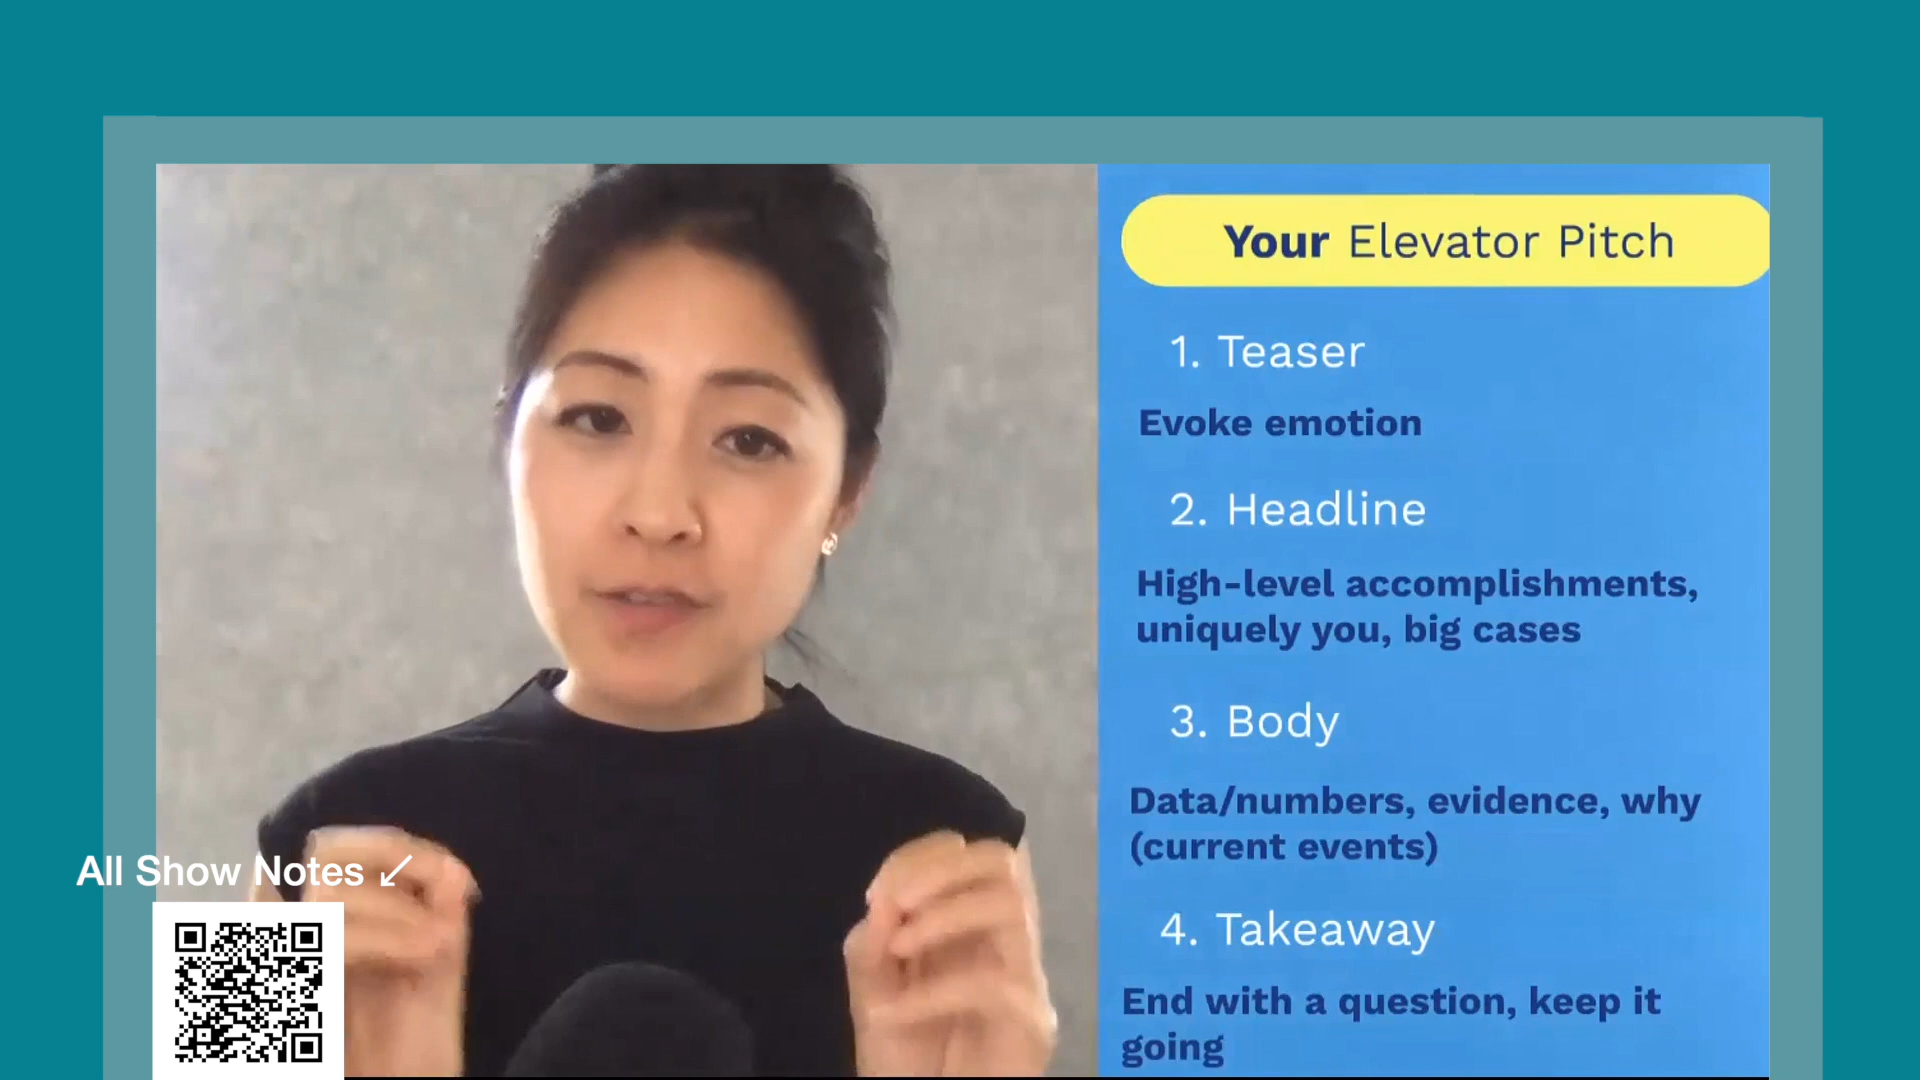 Your Elevator Pitch
1. Teaser
Evoke emotion
2. Headline
High-level accomplishments,
uniquely you, big cases
3. Body
Data/numbers, evidence, why
(current events)
4. Takeaway
End with a question, keep it
going
All Show Notes ↙